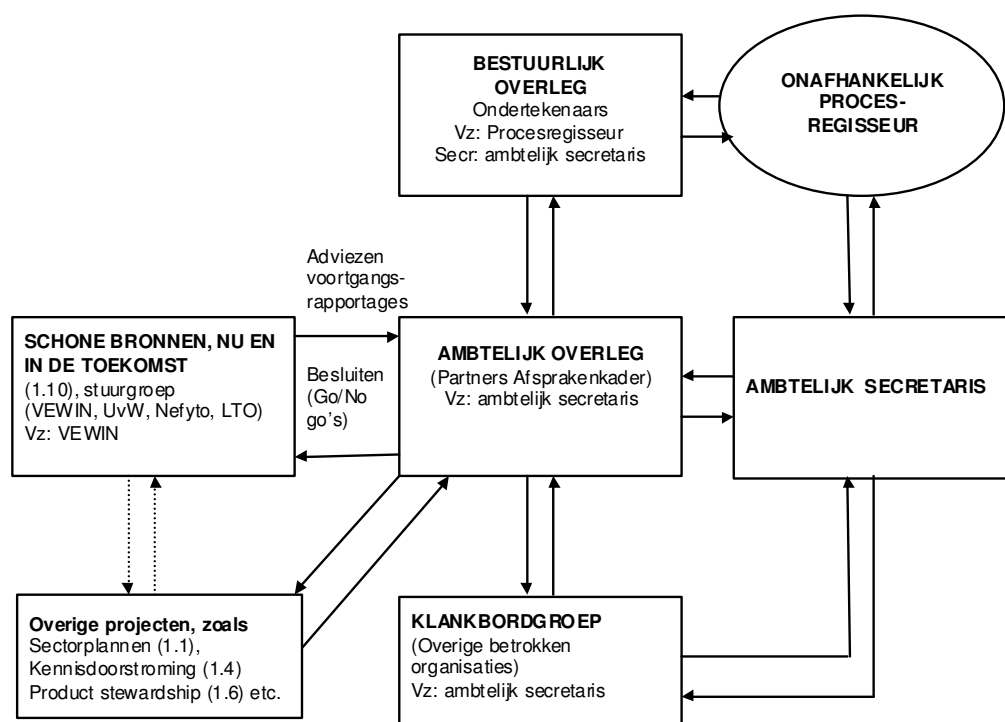 BESTUURLIJK
OVERLEG
Ondertekenaars
Vz: Procesregisseur
Secr: ambtelijk secretaris
ONAFHANKELIJK
PROCES-
REGISSEUR
Adviezen
voortgangs-
rapportages
SCHONE BRONNEN, NU EN
IN DE TOEKOMST
(1.10), stuurgroep
(VEWIN, UvW, Nefyto, LTO)
Vz: VEWIN
Besluiten
(Go/No
go's)
AMBTELIJK OVERLEG
(Partners Afsprakenkader)
Vz: ambtelijk secretaris
AMBTELIJK SECRETARIS
Overige projecten, zoals
Sectorplannen (1.1),
Kennisdoorstroming (1.4)
Product stewardship (1.6) etc.
KLANKBORDGROEP
(Overige betrokken
organisaties)
Vz: ambtelijk secretaris